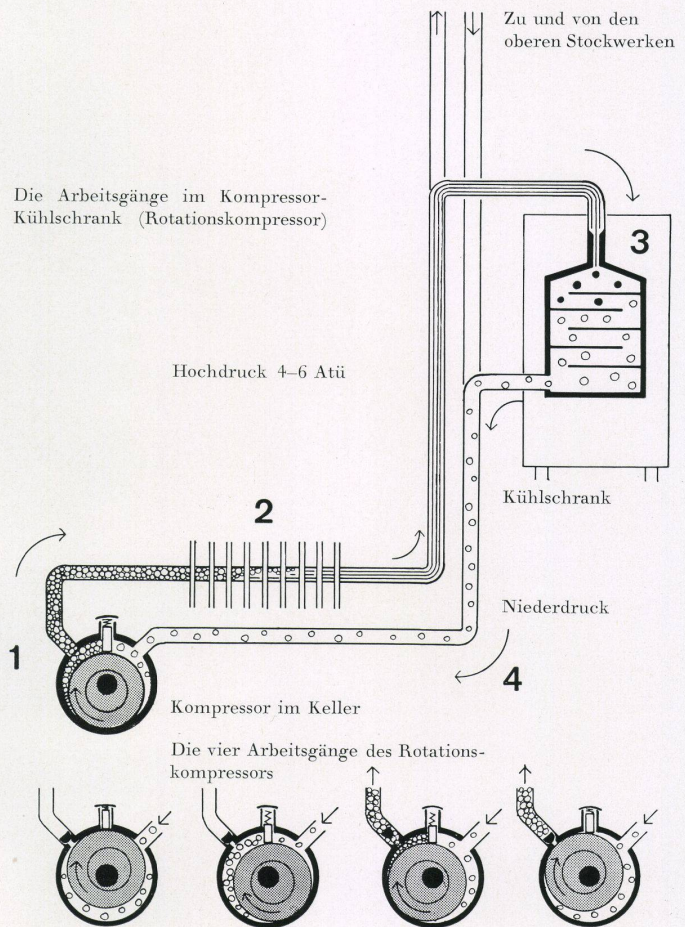 Zu und von den
oberen Stockwerken
Die Arbeitsgänge im Kompressor-
Kühlschrank (Rotationskompressor)
3
Hochdruck 4–6 Atü
Kühlschrank
2
Niederdruck
1
4
Kompressor im Keller
Die vier Arbeitsgänge des Rotations-
kompressors